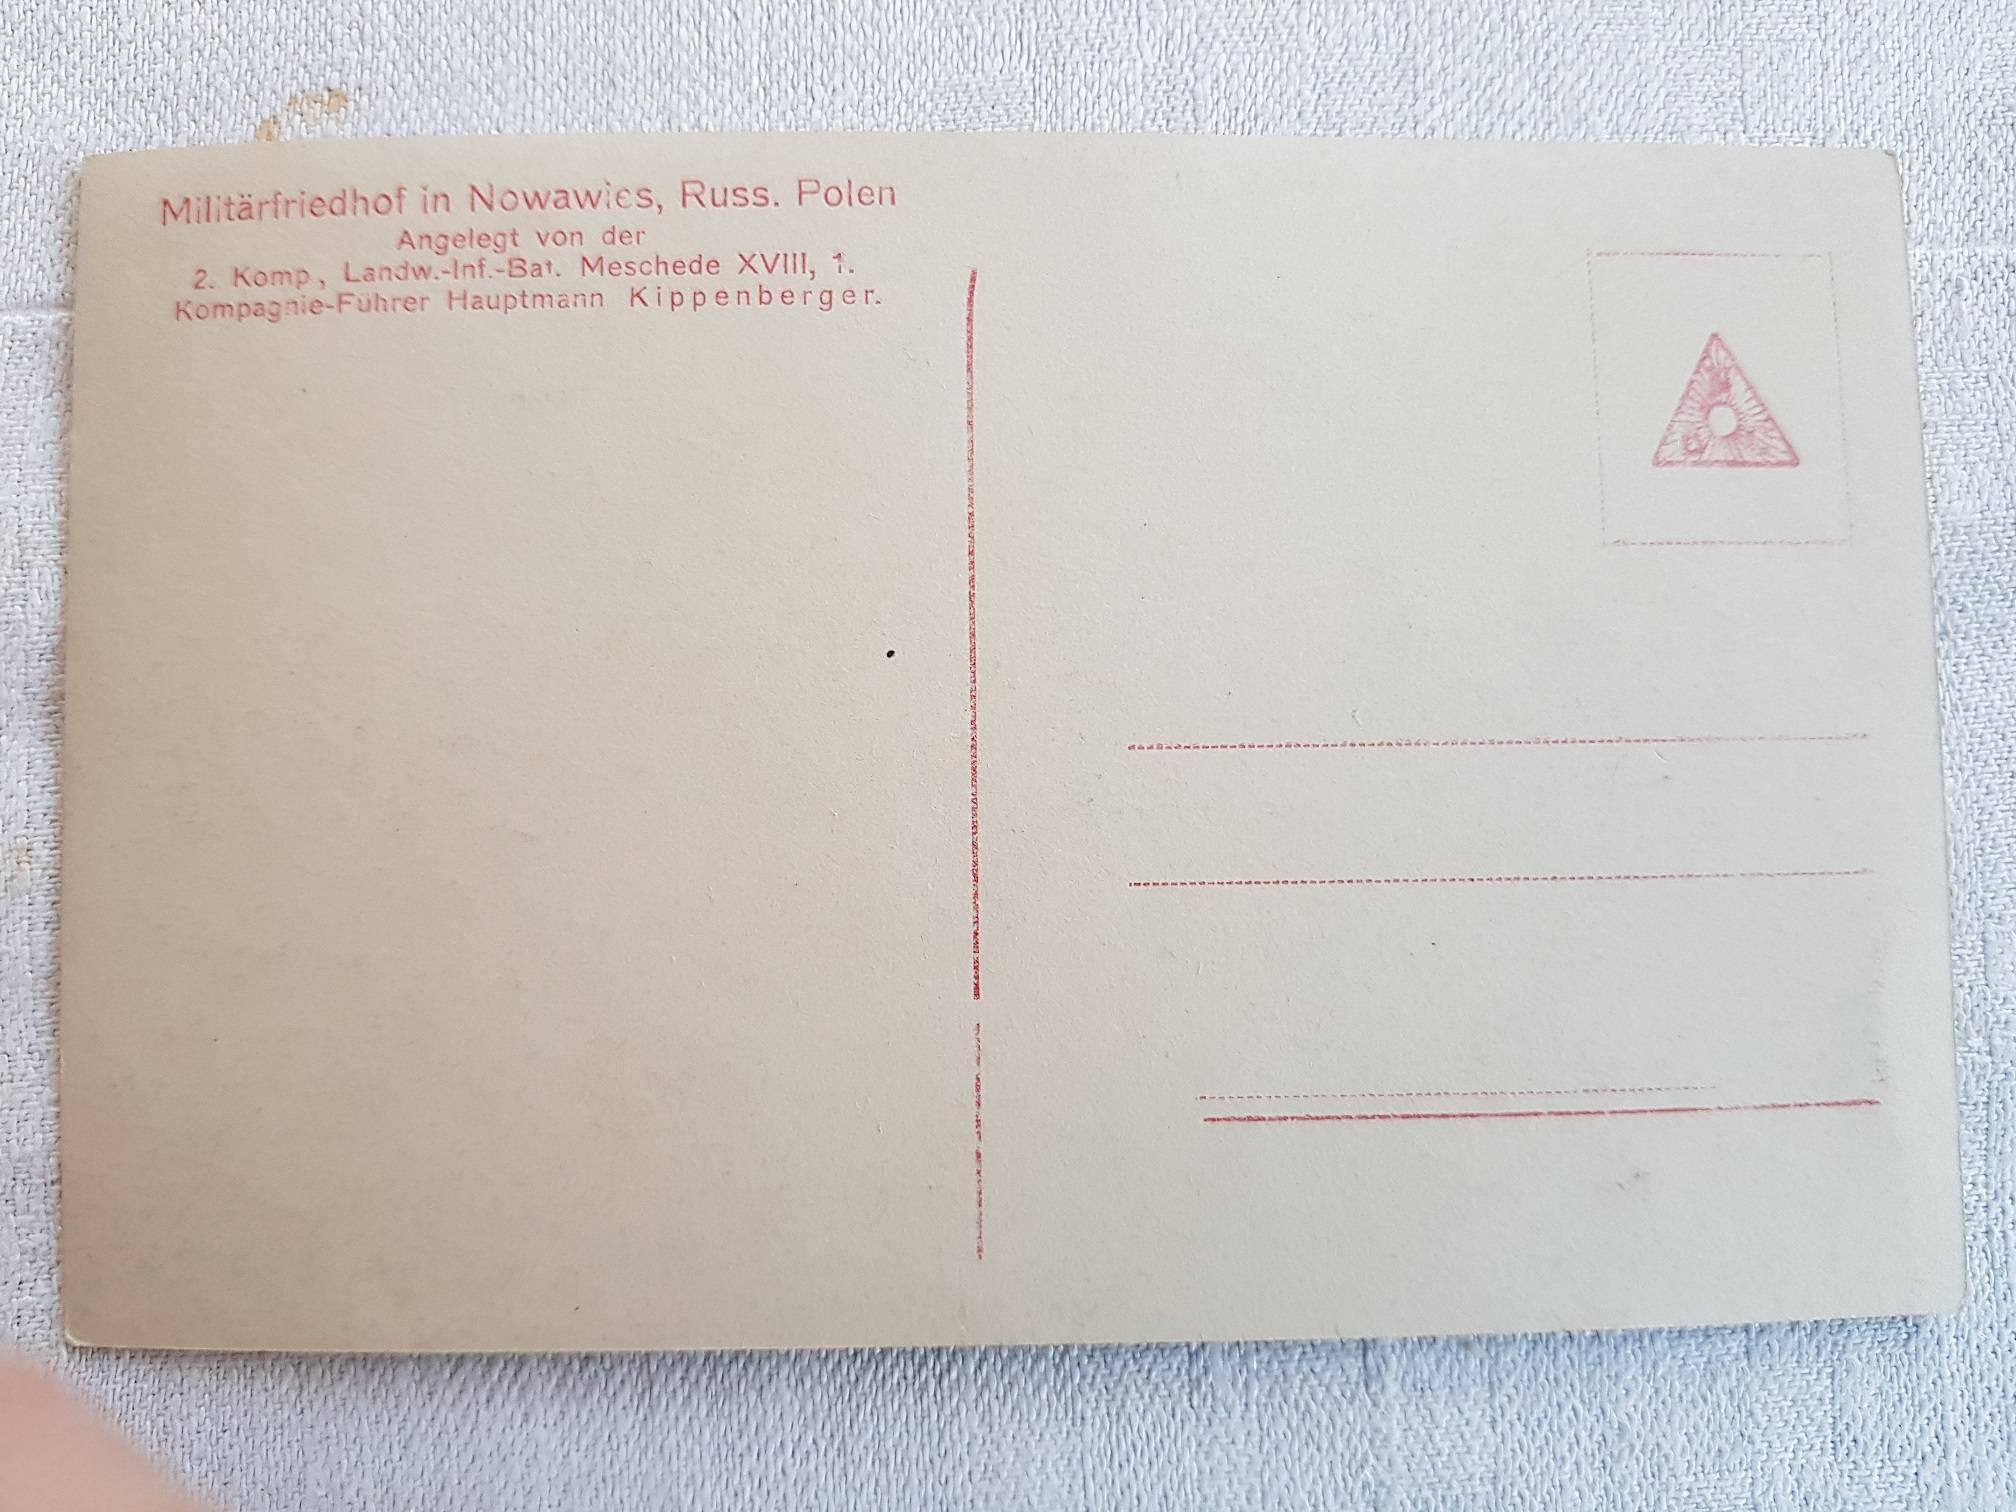 Militärfriedhof in Nowawies, Russ. Polen
Angelegt von der
2. Komp, Landw.-Inf.-Bat. Meschede XVIII, 1.
Kompagnie-Führer Hauptmann Kippenberger.